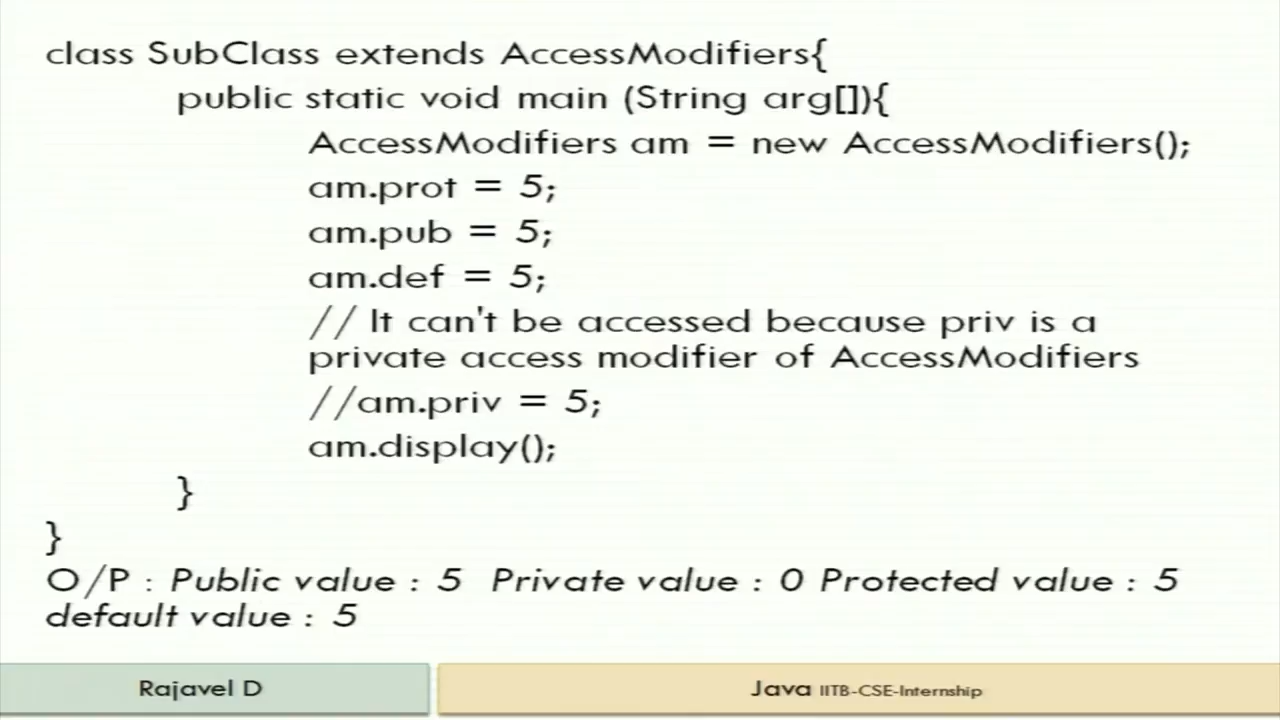 class SubClass extends AccessModifiers{
public static void main (String arg[]){
AccessModifiers am = new AccessModifiers();
am.prot = 5;
am.pub = 5;
am.def = 5;
// It can't be accessed because priv is a
private access modifier of AccessModifiers
//am.priv = 5;
am.display();
}
}
O/P : Public value : 5 Private value : 0 Protected value : 5
default value : 5
Rajavel D
Java IITB-CSE-Internship